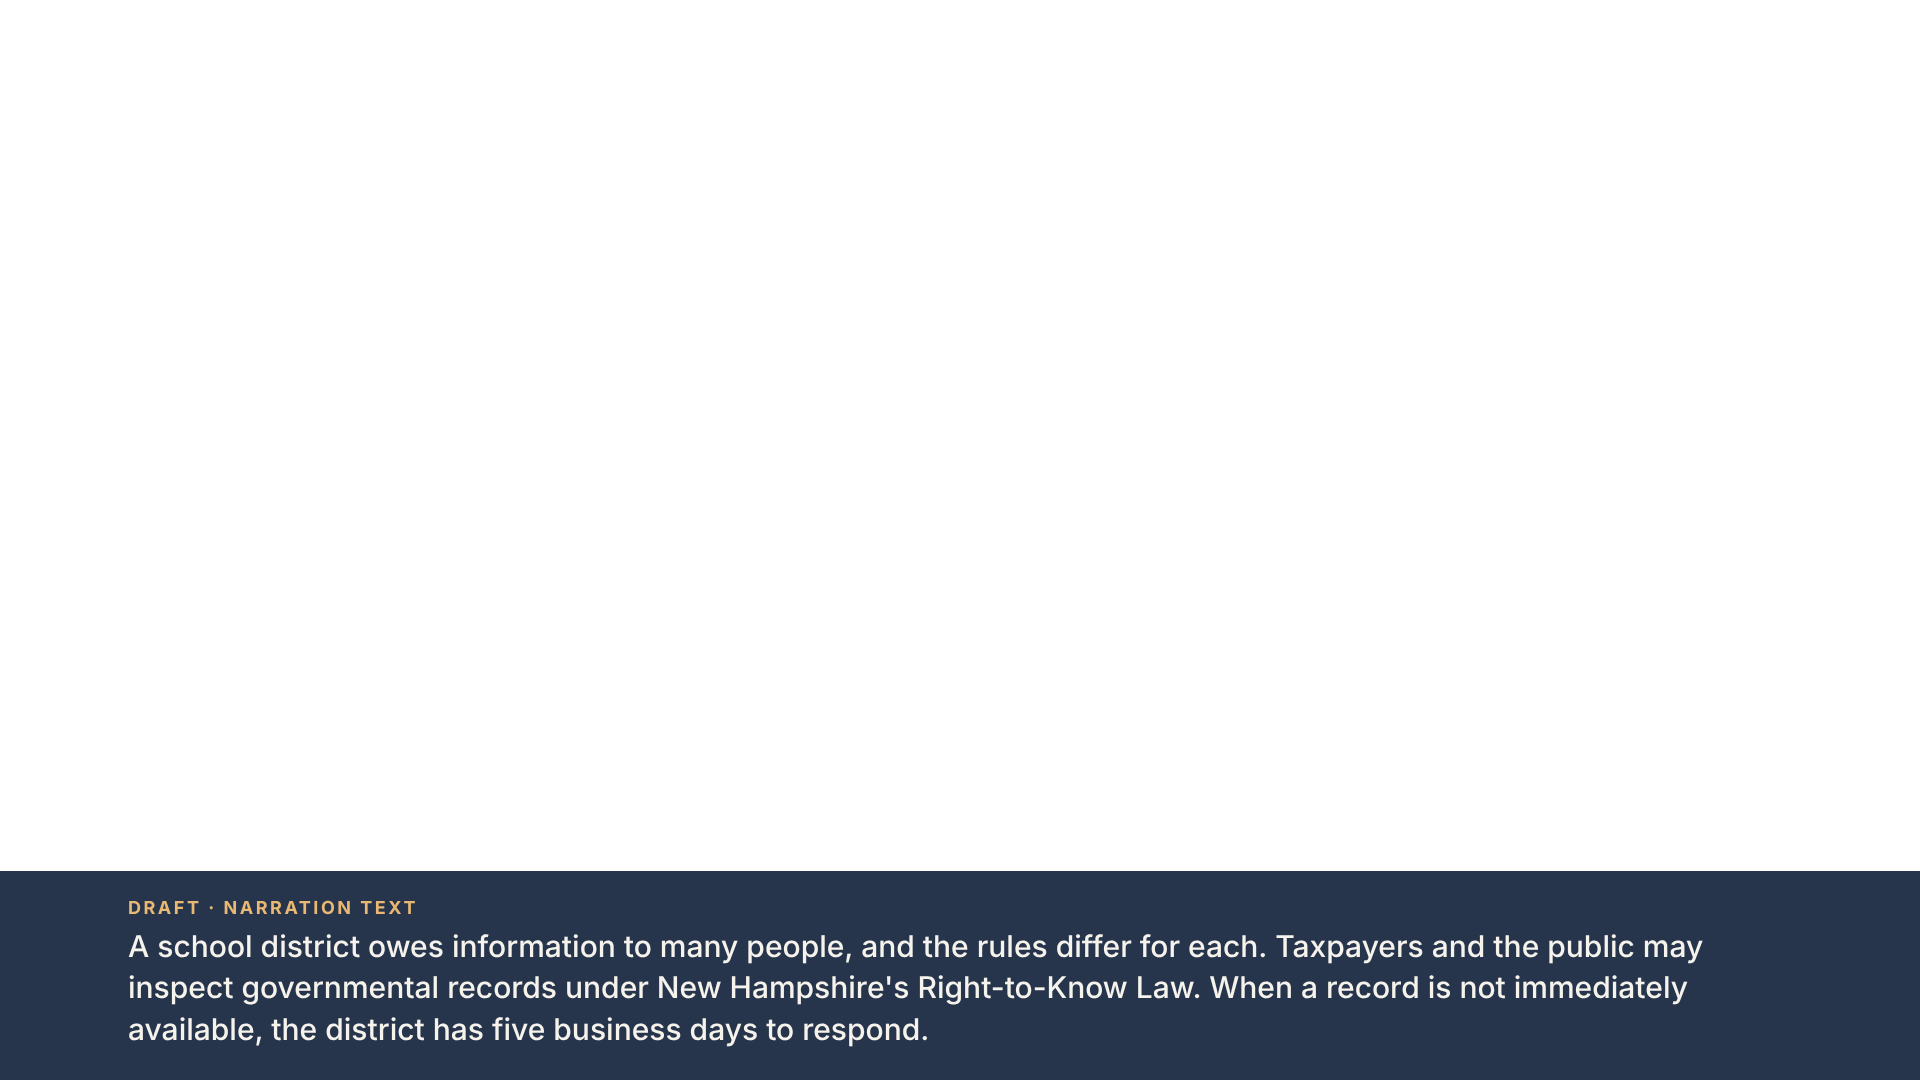 DRAFT · NARRATION TEXT
A school district owes information to many people, and the rules differ for each. Taxpayers and the public may
inspect governmental records under New Hampshire's Right-to-Know Law. When a record is not immediately
available, the district has five business days to respond.